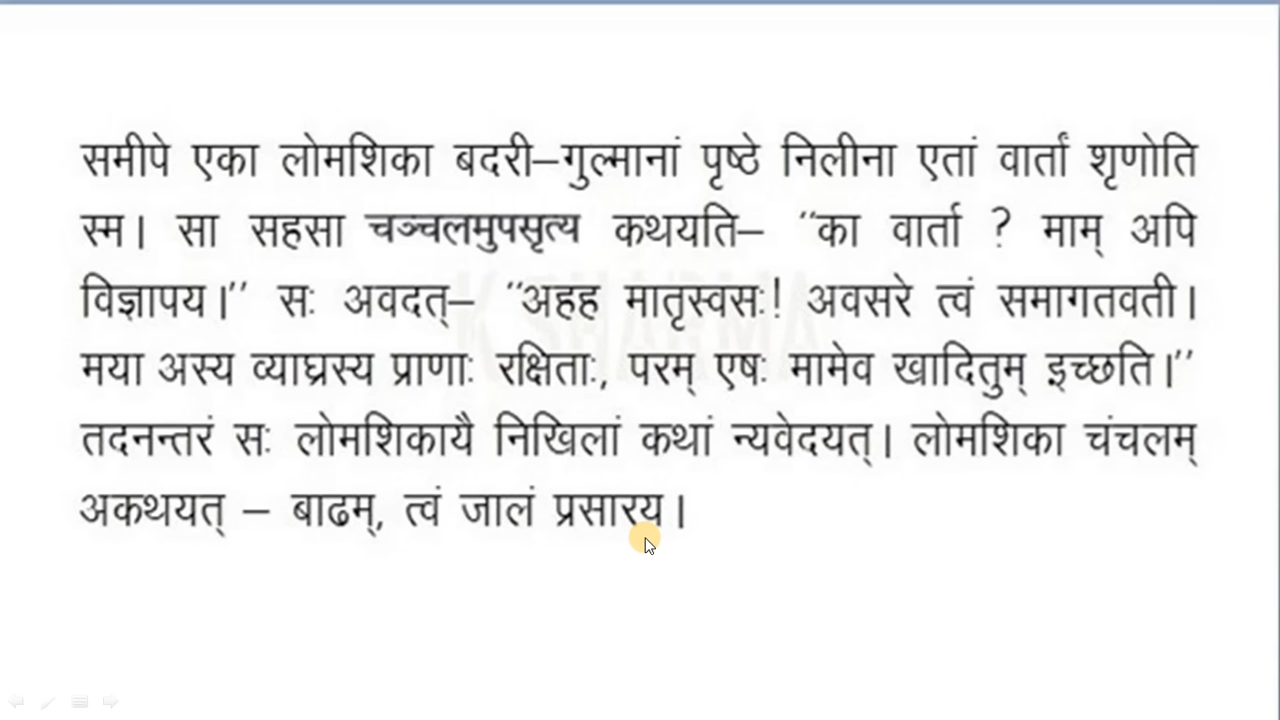 समीपे एका लोमशिका बदरी–गुल्मानां पृष्ठे निलीना एतां वार्तां शृणोति
स्म। सा सहसा चञ्चलमुपसृत्य कथयति– “का वार्ता ? माम् अपि
विज्ञापय।” सः अवदत्– “अहह मातृस्वसः! अवसरे त्वं समागतवती।
मया अस्य व्याघ्रस्य प्राणाः रक्षिताः, परम् एषः मामेव खादितुम् इच्छति।”
तदनन्तरं सः लोमशिकायै निखिलां कथां न्यवेदयत्। लोमशिका चंचलम्
अकथयत् – बाढम्, त्वं जालं प्रसारय।
K SHARMA